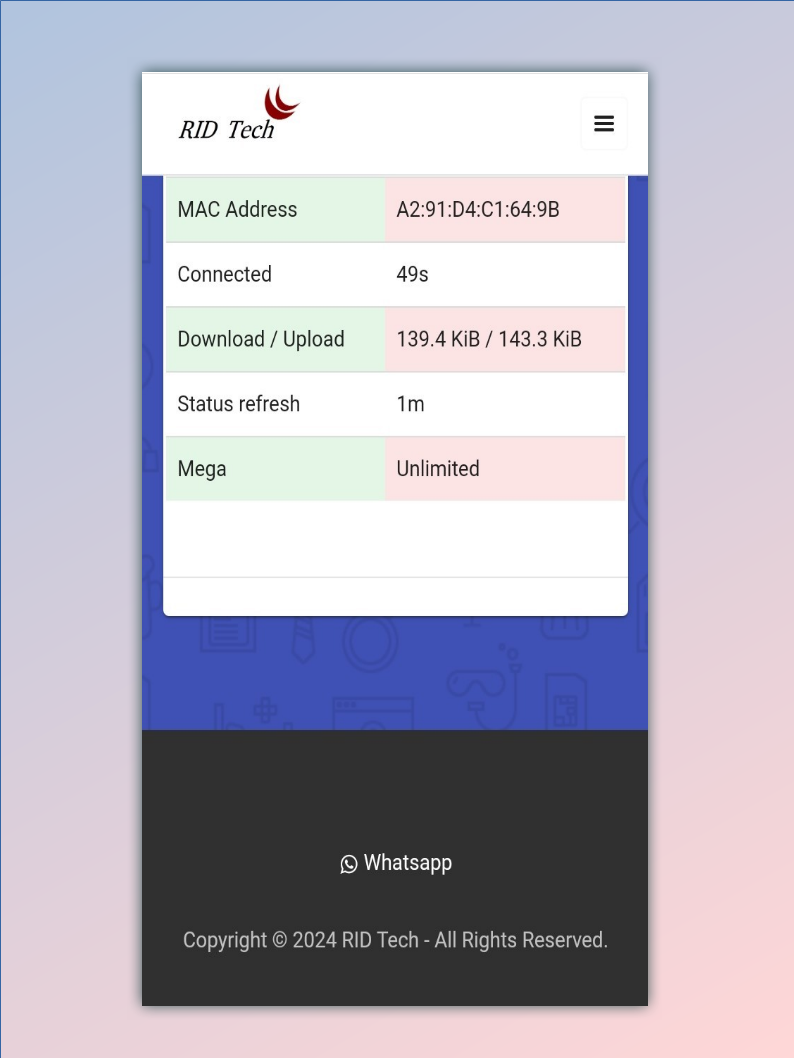 RID Tech
MAC Address A2:91:D4:C1:64:9B
Connected 49s
Download / Upload 139.4 KiB / 143.3 KiB
Status refresh 1m
Mega Unlimited
Whatsapp
Copyright © 2024 RID Tech - All Rights Reserved.